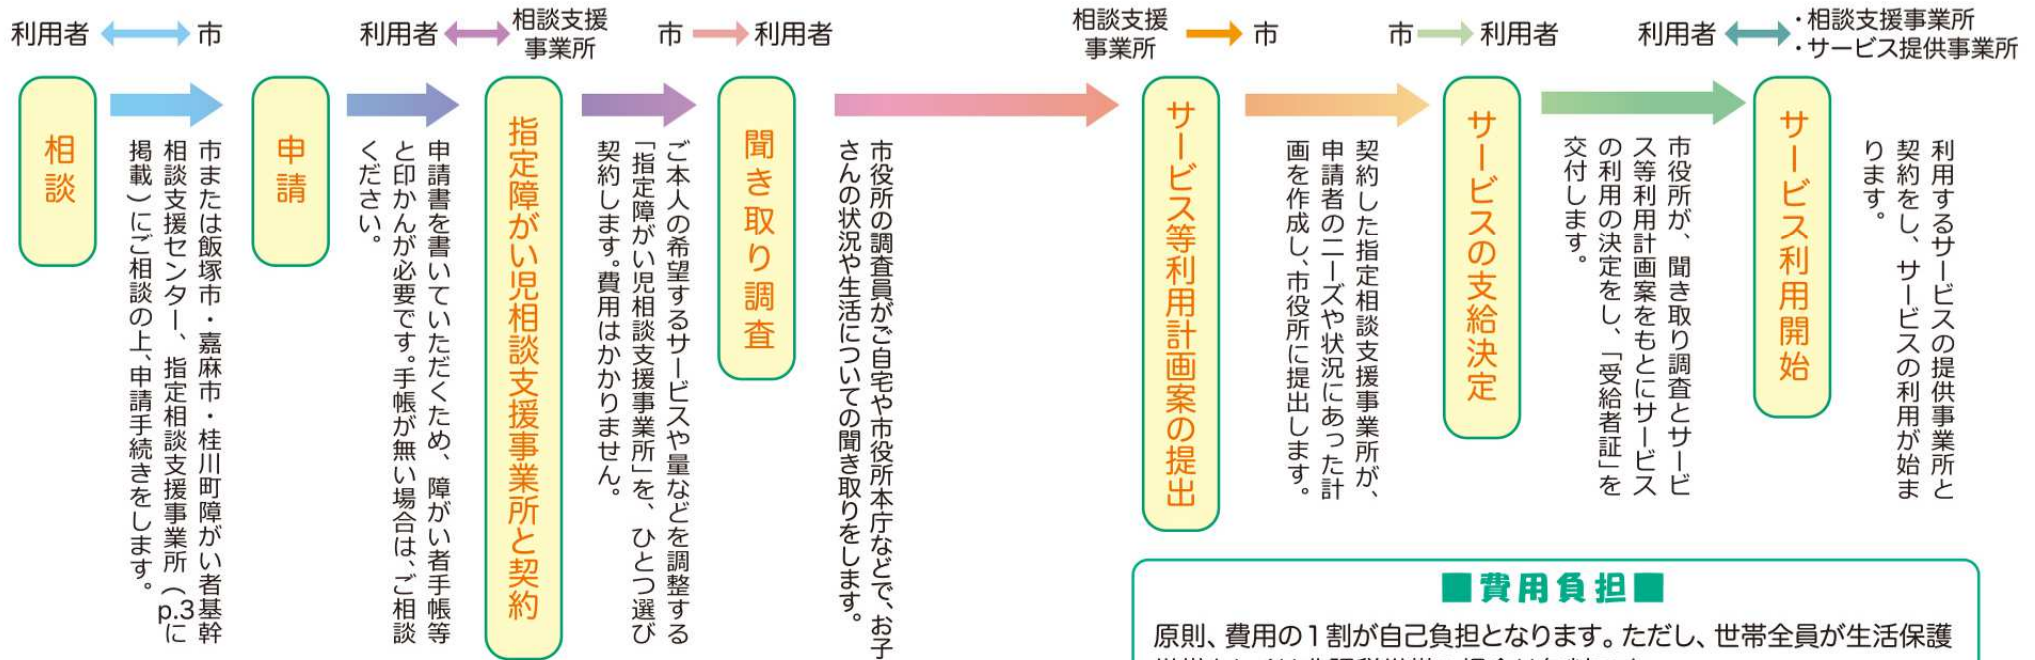 利用者 市
利用者 相談支援
事業所
市 利用者
相談支援
事業所 市
市 利用者
利用者 ・相談支援事業所
・サービス提供事業所
相談
市または飯塚市・嘉麻市・桂川町障がい者基幹
相談支援センター、指定相談支援事業所（p.3に
掲載）にご相談の上、申請手続きをします。
申請
申請書を書いていただくため、障がい者手帳等
と印かんが必要です。手帳が無い場合は、ご相談
ください。
指定障がい児相談支援事業所と契約
ご本人の希望するサービスや量などを調整する
「指定障がい児相談支援事業所」を、ひとつ選び
契約します。費用はかかりません。
聞き取り調査
市役所の調査員がご自宅や市役所本庁などで、お子
さんの状況や生活についての聞き取りをします。
サービス等利用計画案の提出
契約した指定相談支援事業所が、
申請者のニーズや状況にあった計
画を作成し、市役所に提出します。
サービスの支給決定
市役所が、聞き取り調査とサービ
ス等利用計画案をもとにサービス
の利用の決定をし、「受給者証」を
交付します。
サービス利用開始
利用するサービスの提供事業所と
契約をし、サービスの利用が始ま
ります。
■費用負担■
原則、費用の1割が自己負担となります。ただし、世帯全員が生活保護